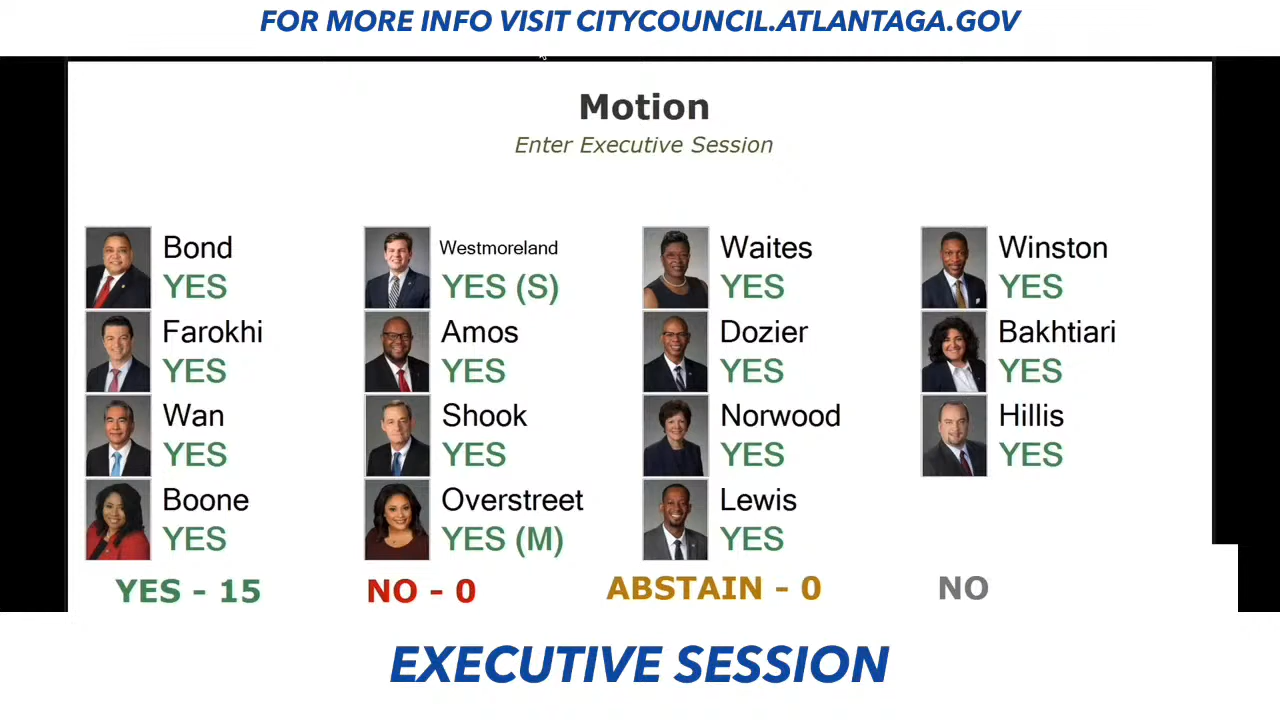 FOR MORE INFO VISIT CITYCOUNCIL.ATLANTAGA.GOV
Motion
Enter Executive Session
Bond
YES
Westmoreland
YES (S)
Waites
YES
Winston
YES
Farokhi
YES
Amos
YES
Dozier
YES
Bakhtiari
YES
Wan
YES
Shook
YES
Norwood
YES
Hillis
YES
Boone
YES
Overstreet
YES (M)
Lewis
YES
YES - 15
NO - 0
ABSTAIN - 0
NO
EXECUTIVE SESSION